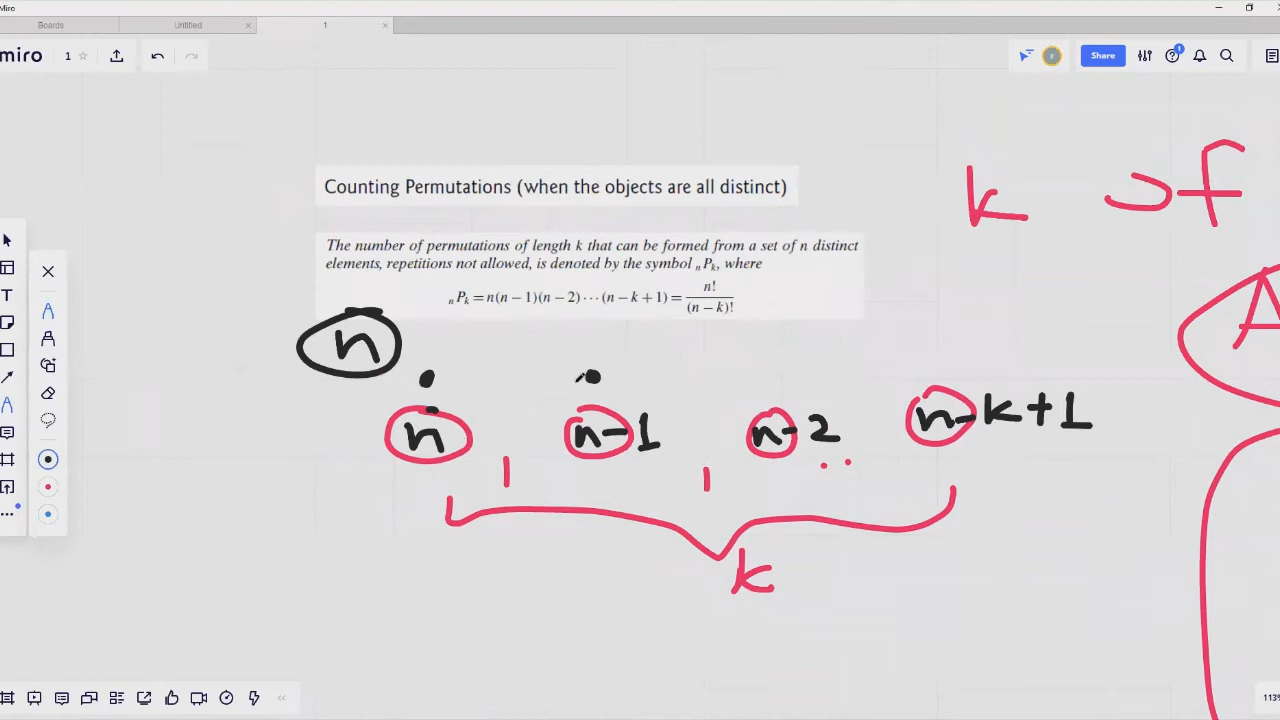 Miro
Boards Untitled 1
miro 1 Share 1
k of
Counting Permutations (when the objects are all distinct)
The number of permutations of length k that can be formed from a set of n distinct
elements, repetitions not allowed, is denoted by the symbol nPk, where
nPk = n(n − 1)(n − 2) · · · (n − k + 1) = n! / (n − k)!
n
A
n n-1 n-2 .. n-k+1
k
113%